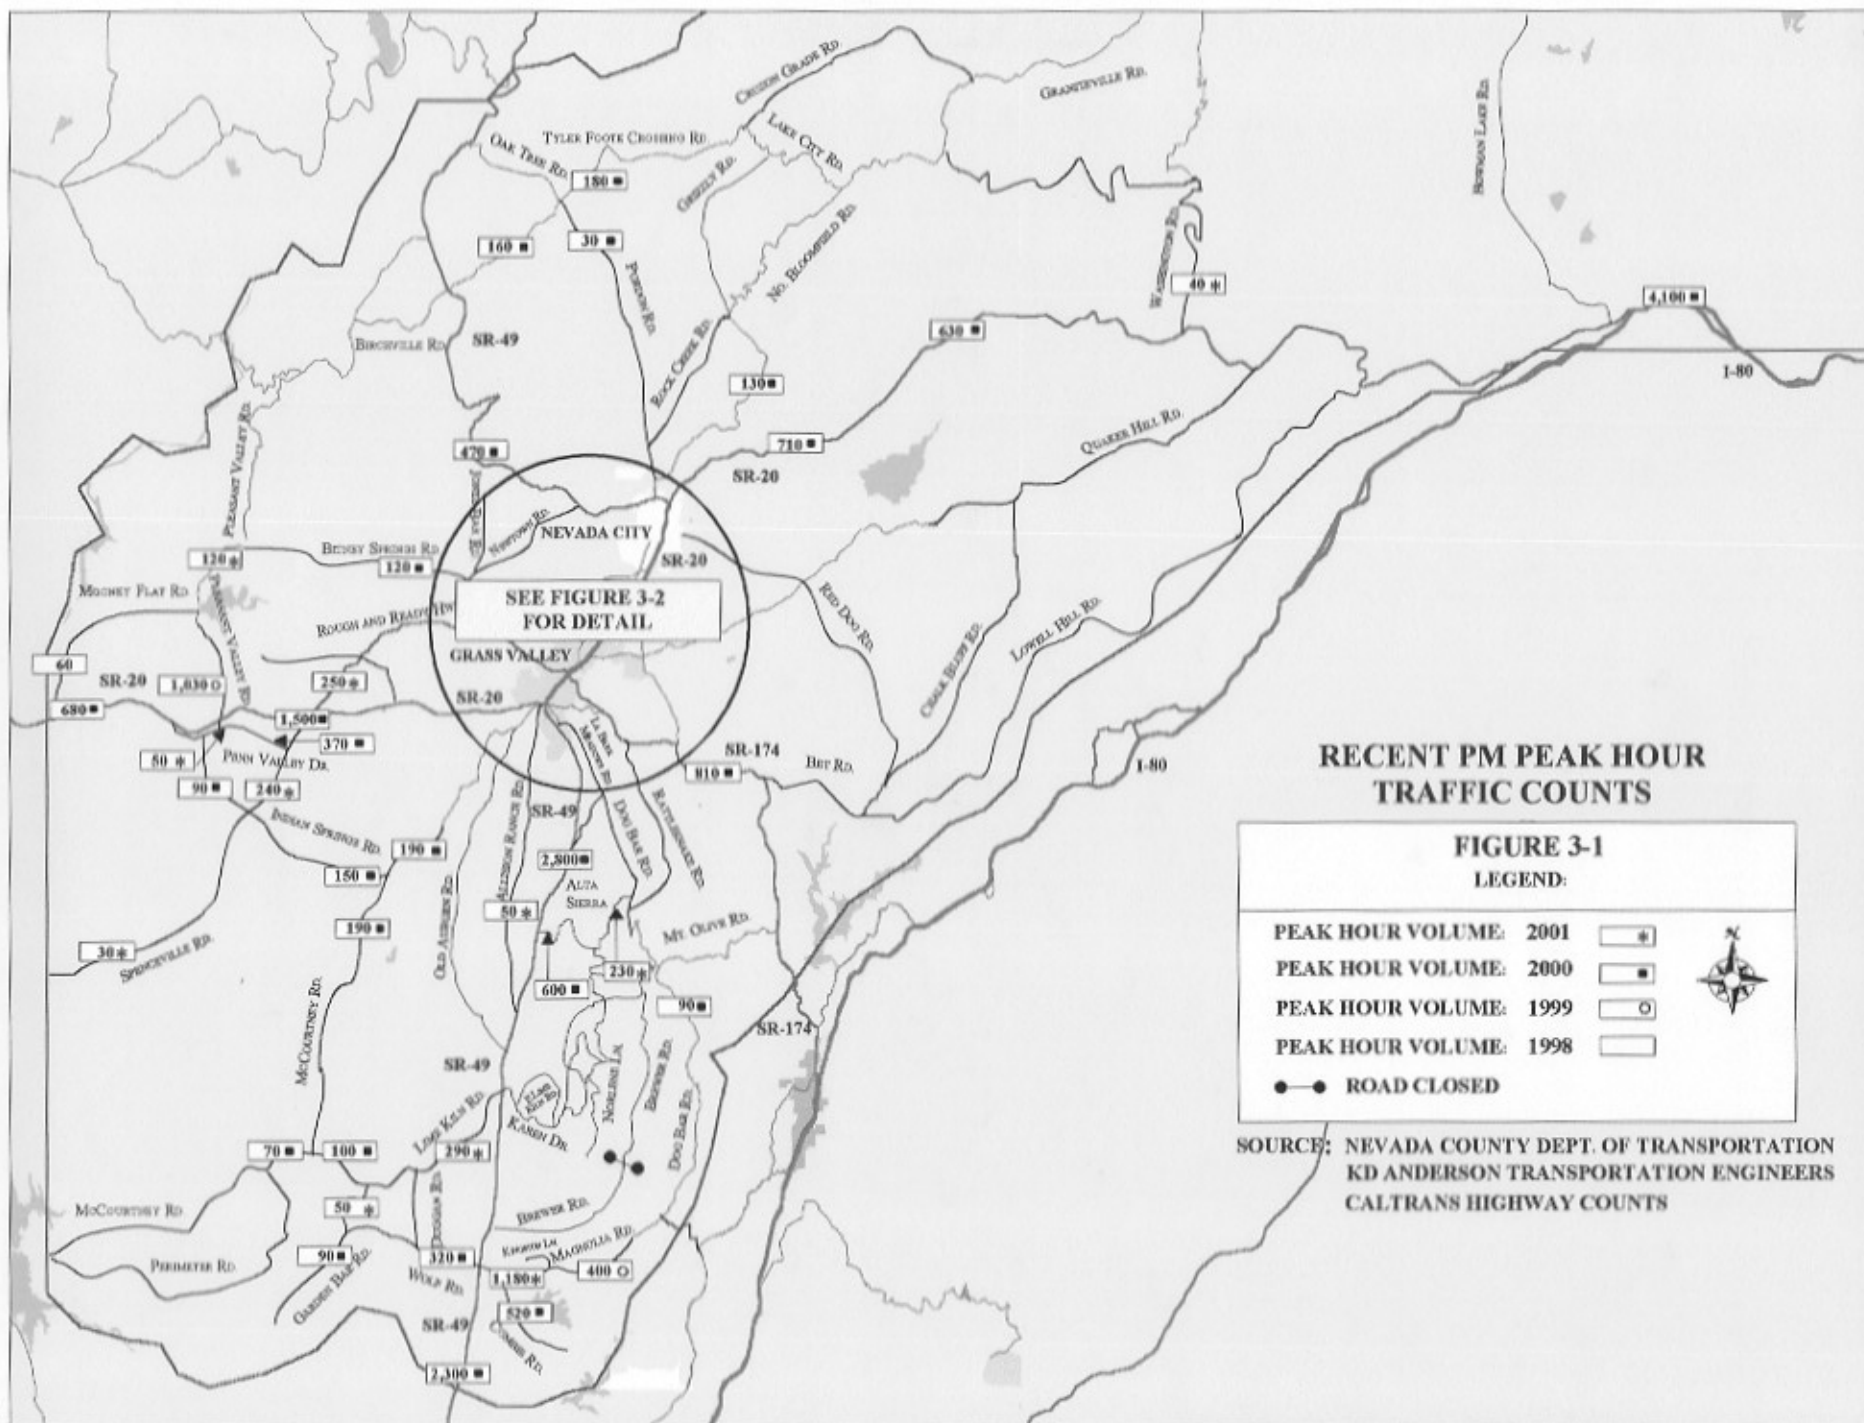 CRUZON GRADE RD.
GRANITEVILLE RD.
BOWMAN LAKE RD.
TYLER FOOTE CROSSING RD.
LAKE CITY RD.
OAK TREE RD.
180 ■
GRIZZLY RD.
160 ■
30 ■
NO. BLOOMFIELD RD.
WASHINGTON RD.
40 *
PURDON RD.
4,100 ■
630 ■
BIRCHVILLE RD.
SR-49
ROCK CREEK RD.
130 ■
I-80
PLEASANT VALLEY RD.
470 ■
710 ■
QUAKER HILL RD.
SR-20
NEWTOWN RD.
NEVADA CITY
BITNEY SPRINGS RD.
120 *
120 ■
SR-20
MOONEY FLAT RD.
PLEASANT VALLEY RD.
SEE FIGURE 3-2
FOR DETAIL
ROUGH AND READY HW
RED DOG RD.
LOWELL HILL RD.
CHALK BLUFF RD.
GRASS VALLEY
60
SR-20
1,030 ○
250 *
SR-20
680 ■
1,500 ■
370 ■
50 *
PENN VALLEY DR.
SR-174
BET RD.
I-80
810 ■
90 ■
240 *
SR-49
RECENT PM PEAK HOUR
TRAFFIC COUNTS
INDIAN SPRINGS RD.
ALLISON RANCH RD.
DOG BAR RD.
RATTLESNAKE RD.
190 ■
2,800 ■
150 ■
ALTA
SIERRA
FIGURE 3-1
LEGEND:
OLD AUBURN RD.
50 *
190 ■
MT. OLIVE RD.
30 *
SPENCEVILLE RD.
PEAK HOUR VOLUME: 2001 *
PEAK HOUR VOLUME: 2000 ■
PEAK HOUR VOLUME: 1999 ○
PEAK HOUR VOLUME: 1998
ROAD CLOSED
N
230 *
600 ■
90 ■
MCCOURTNEY RD.
SR-174
SR-49
NORLENE LN.
BREWER RD.
DOG BAR RD.
LIME KILN RD.
KAREN DR.
70 ■
100 ■
290 *
SOURCE: NEVADA COUNTY DEPT. OF TRANSPORTATION
KD ANDERSON TRANSPORTATION ENGINEERS
CALTRANS HIGHWAY COUNTS
MCCOURTNEY RD.
50 *
DUGGAN RD.
BREWER RD.
PERIMETER RD.
90 ■
GARDEN BAR RD.
320 ■
WOLF RD.
MAGNOLIA RD.
1,180 *
400 ○
520 ■
SR-49
COMBIE RD.
2,300 ■